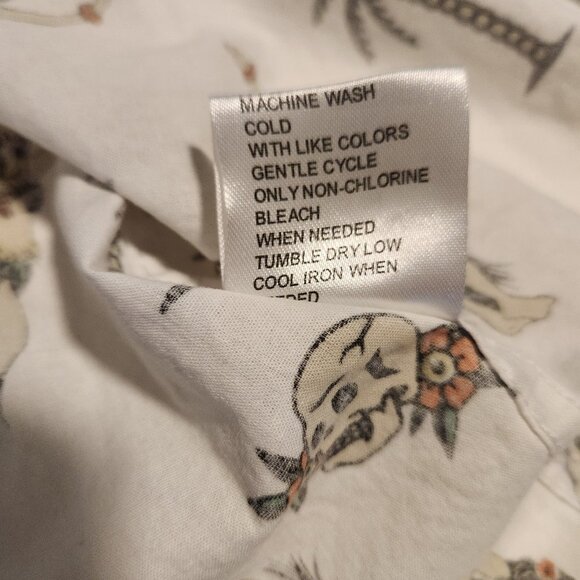 MACHINE WASH
COLD
WITH LIKE COLORS
GENTLE CYCLE
ONLY NON-CHLORINE
BLEACH
WHEN NEEDED
TUMBLE DRY LOW
COOL IRON WHEN